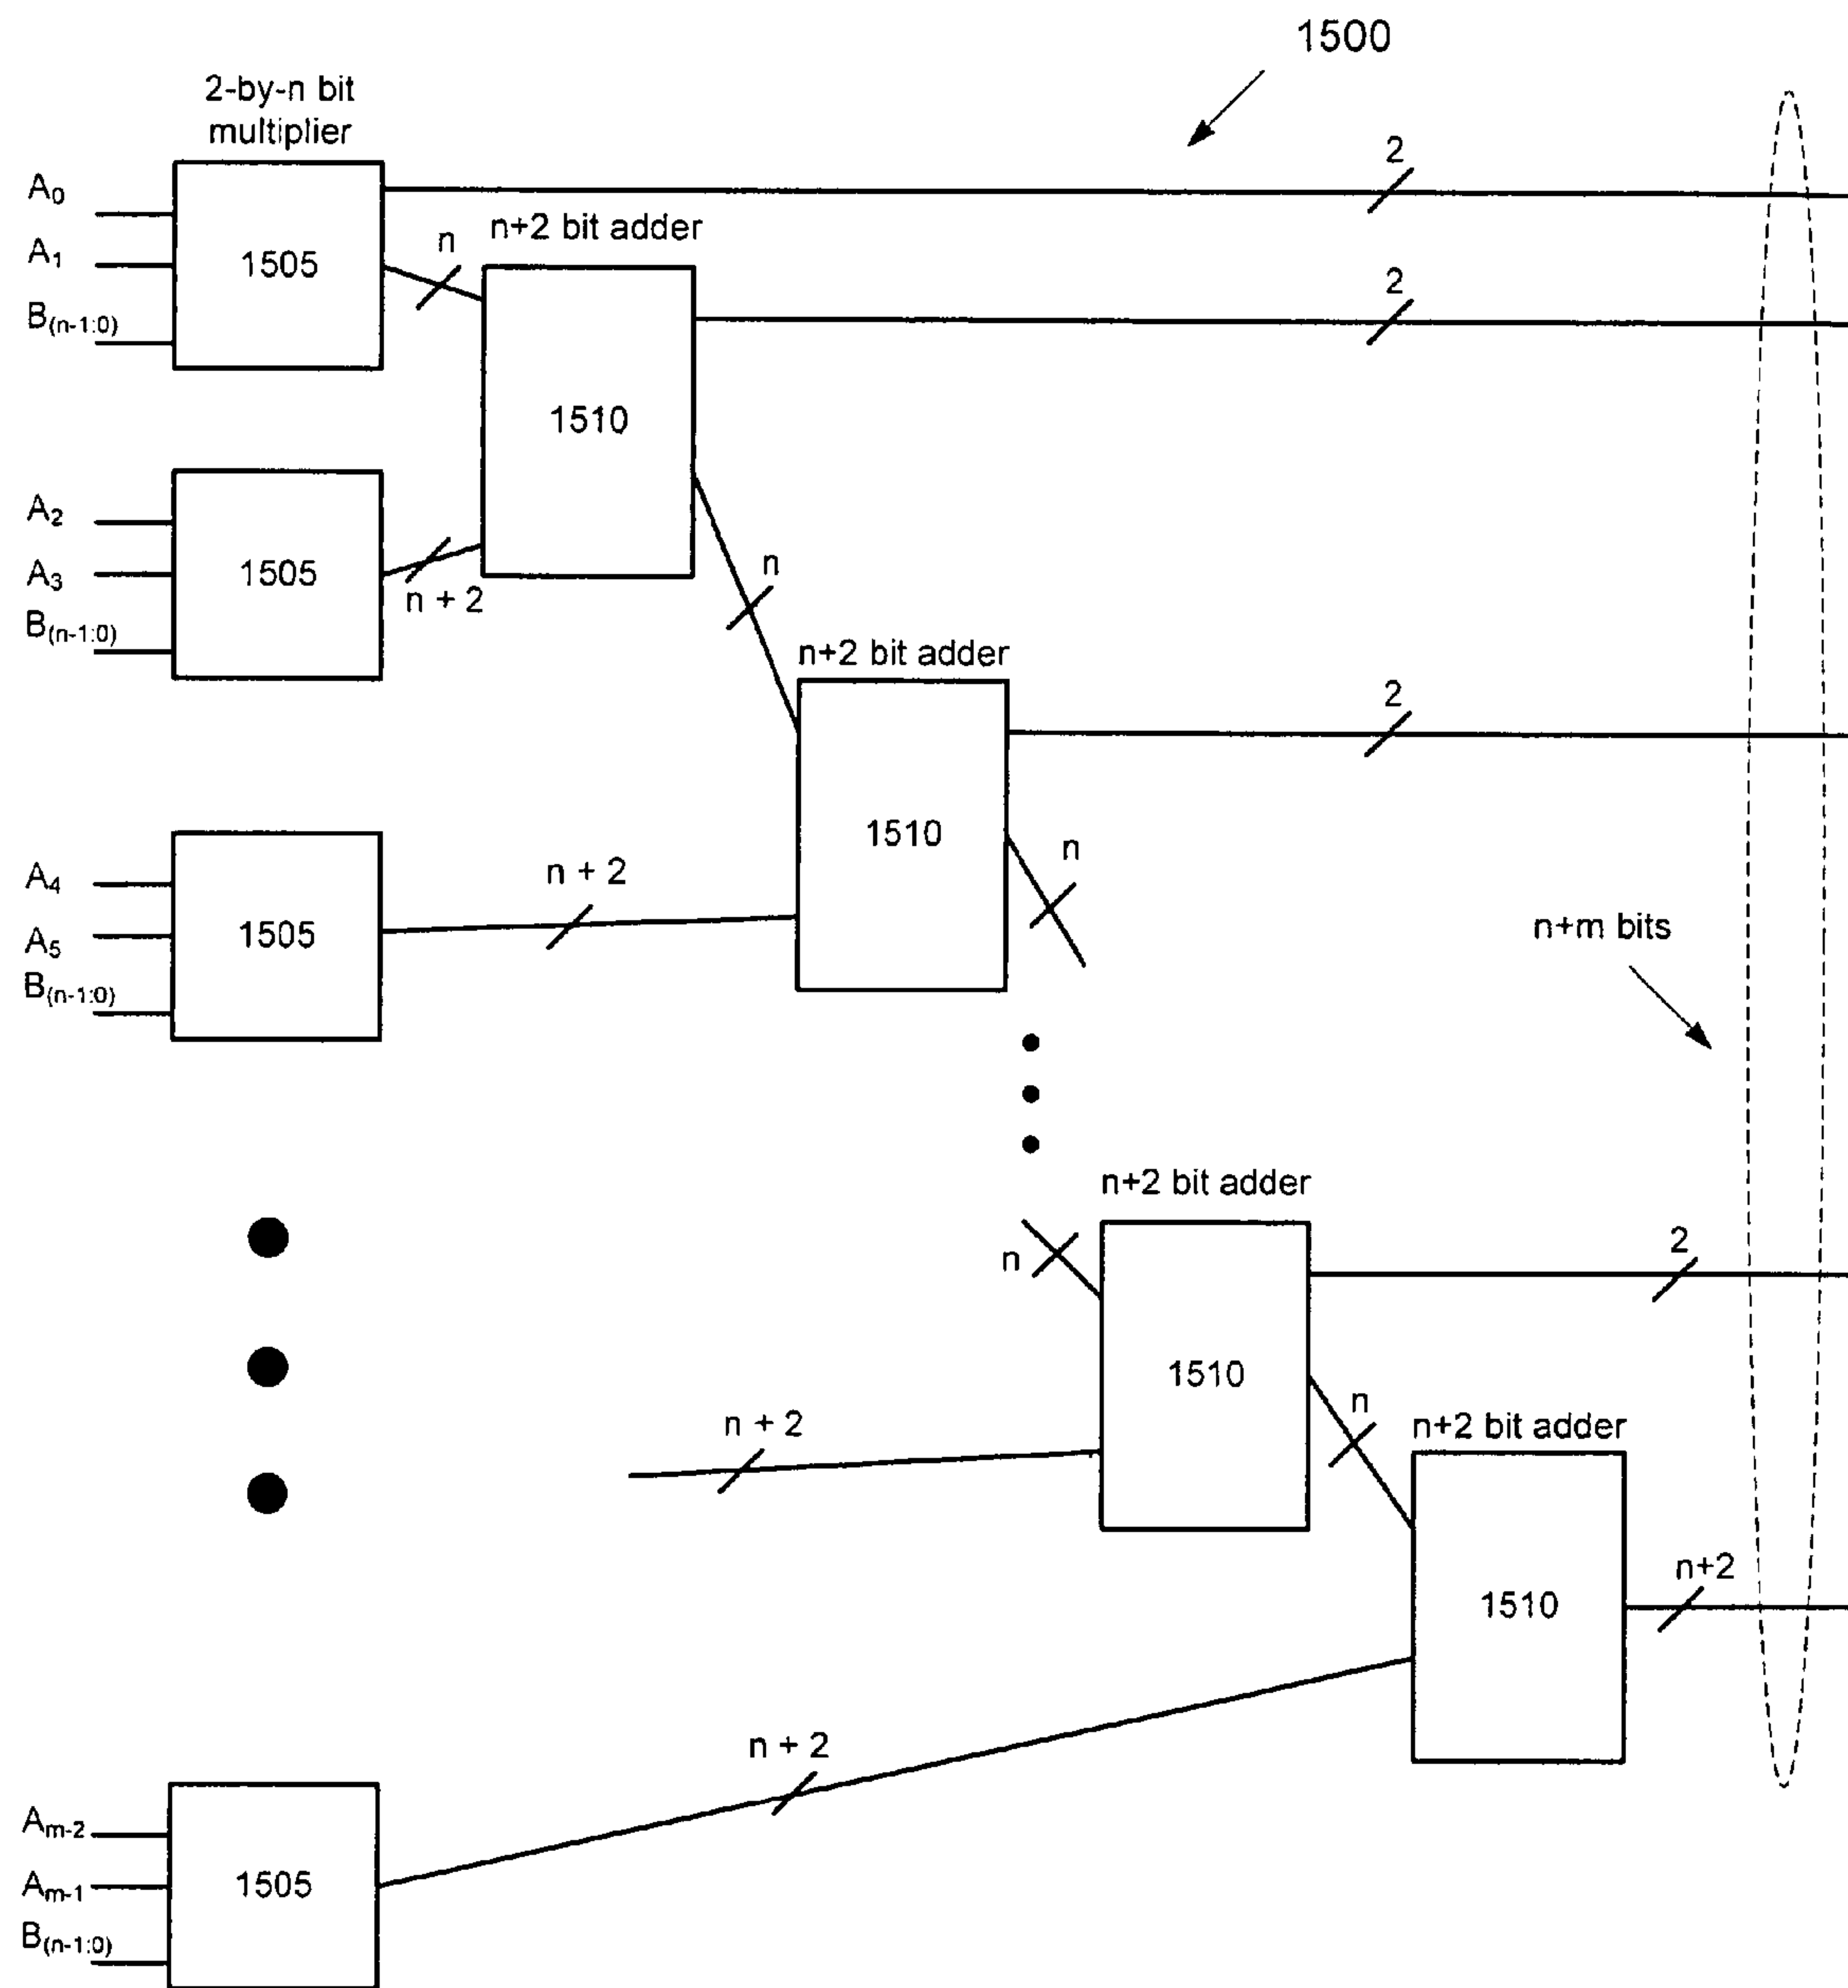 1500
2-by-n bit
multiplier
A₀
A₁
B₍ₙ₋₁:₀₎
1505
n
n+2 bit adder
1510
2
2
A₂
A₃
B₍ₙ₋₁:₀₎
1505
n + 2
n
n+2 bit adder
1510
2
A₄
A₅
B₍ₙ₋₁:₀₎
1505
n + 2
n
n+m bits
n+2 bit adder
n
1510
2
n + 2
n
n+2 bit adder
1510
n+2
n + 2
Aₘ₋₂
Aₘ₋₁
B₍ₙ₋₁:₀₎
1505